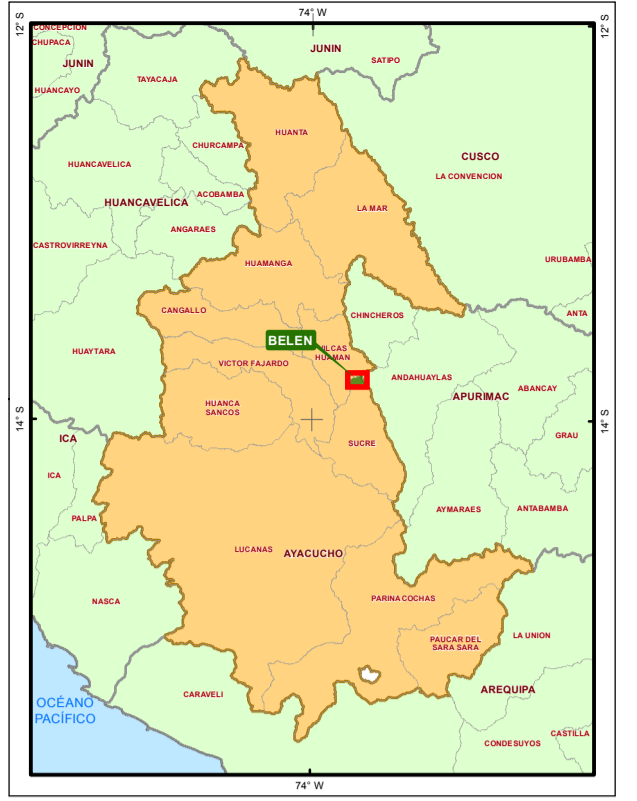 74° W
12° S
12° S
CONCEPCION
CHUPACA
JUNIN
JUNIN
SATIPO
TAYACAJA
HUANCAYO
HUANTA
CHURCAMPA
CUSCO
HUANCAVELICA
LA CONVENCION
ACOBAMBA
HUANCAVELICA
LA MAR
ANGARAES
CASTROVIRREYNA
URUBAMBA
HUAMANGA
CANGALLO
CHINCHEROS
ANTA
BELEN
HUAYTARA
VILCAS
HUAMAN
VICTOR FAJARDO
ANDAHUAYLAS
ABANCAY
APURIMAC
HUANCA
SANCOS
14° S
14° S
ICA
SUCRE
GRAU
ICA
AYMARAES
ANTABAMBA
PALPA
LUCANAS
AYACUCHO
NASCA
PARINACOCHAS
PAUCAR DEL
SARA SARA
LA UNION
CARAVELI
AREQUIPA
OCÉANO
PACÍFICO
CASTILLA
CONDESUYOS
74° W